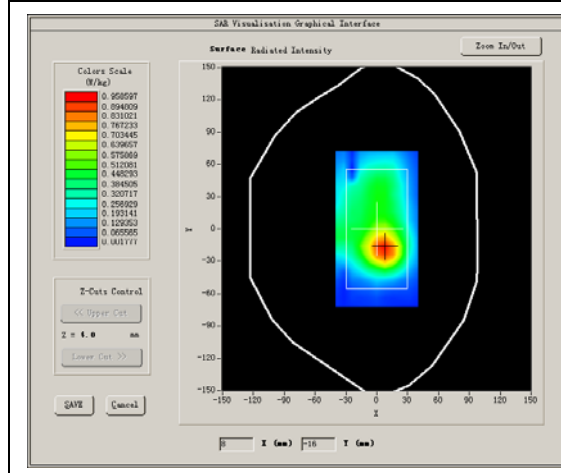 SAR Visualisation Graphical Interface
Surface Radiated Intensity
Zoom In/Out
Colors Scale
(W/kg)
0.958597
0.894809
0.831021
0.767233
0.703445
0.639657
0.575869
0.512081
0.448293
0.384505
0.320717
0.256929
0.193141
0.129353
0.065565
0.001777
150
120
90
60
30
0
-30
-60
-90
-120
-150
Y
-150 -120 -90 -60 -30 0 30 60 90 120 150
X
Z-Cuts Control
<< Upper Cut
Z = 4.0 mm
Lower Cut >>
SAVE Cancel
8 X (mm) -16 Y (mm)